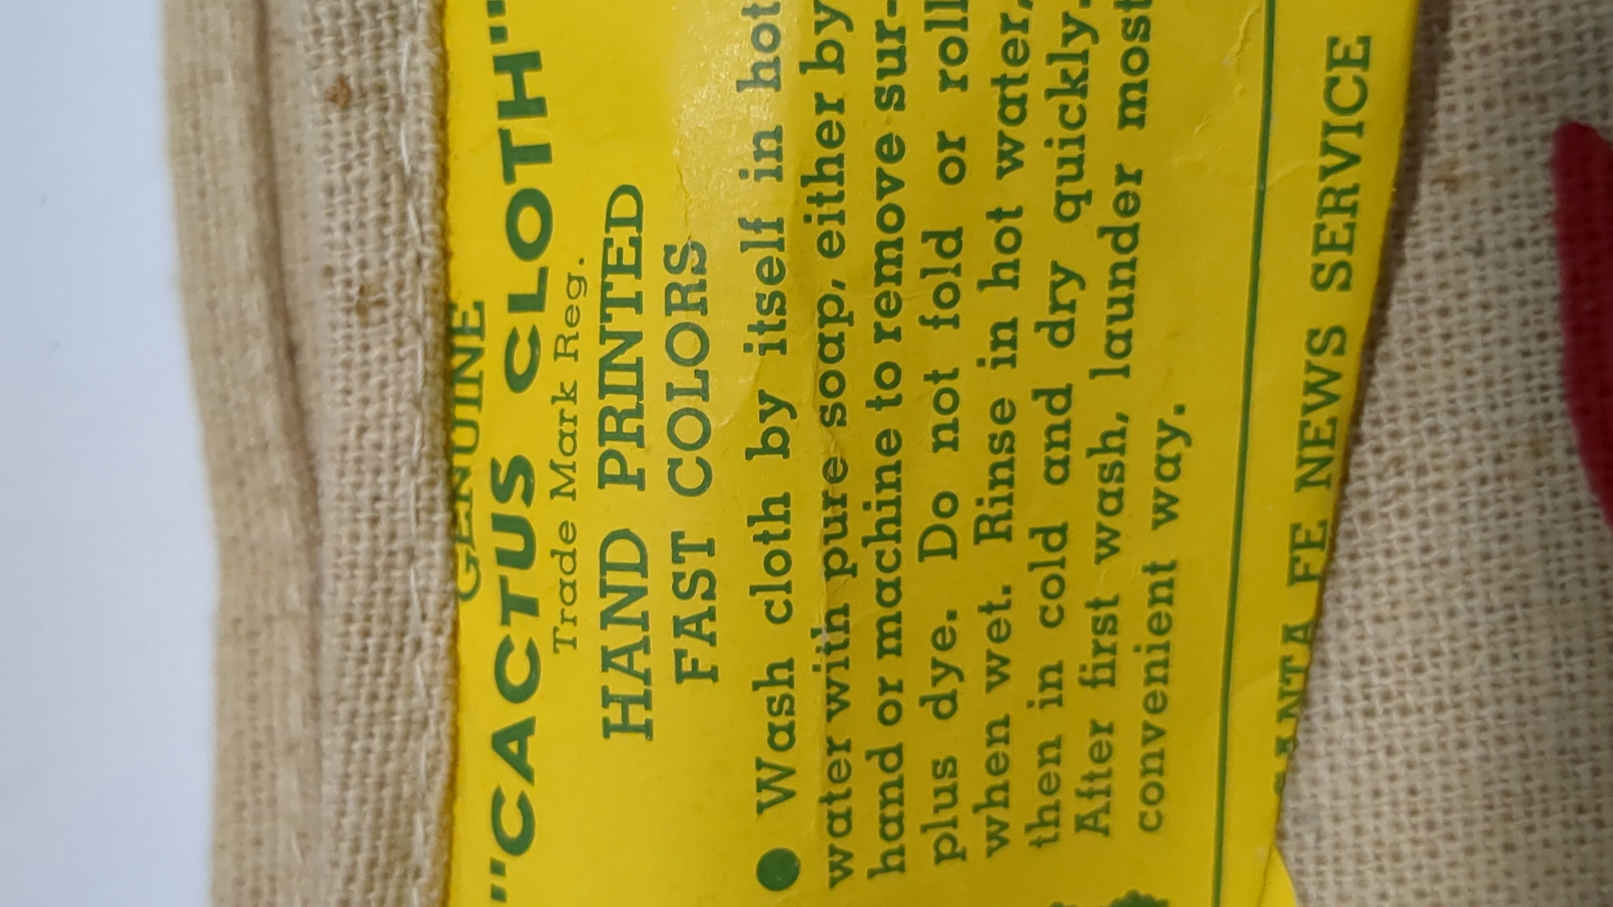 GENUINE
"CACTUS CLOTH"
Trade Mark Reg.
HAND PRINTED
FAST COLORS
● Wash cloth by itself in hot
water with pure soap, either by
hand or machine to remove sur-
plus dye. Do not fold or roll
when wet. Rinse in hot water,
then in cold and dry quickly.
After first wash, launder most
convenient way.
SANTA FE NEWS SERVICE